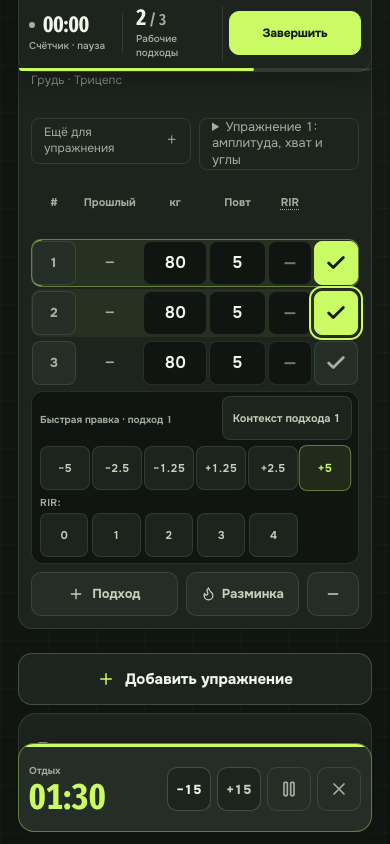 00:00
Счётчик · пауза
2 / 3
Рабочие
подходы
Завершить
Грудь · Трицепс
Ещё для
упражнения
+
▶ Упражнение 1:
амплитуда, хват и
углы
# Прошлый кг Повт RIR
1 – 80 5 —
2 – 80 5 —
3 – 80 5 —
Быстрая правка · подход 1
Контекст подхода 1
−5 −2.5 −1.25 +1.25 +2.5 +5
RIR:
0 1 2 3 4
+ Подход
Разминка
−
+ Добавить упражнение
Отдых
01:30
−15 +15